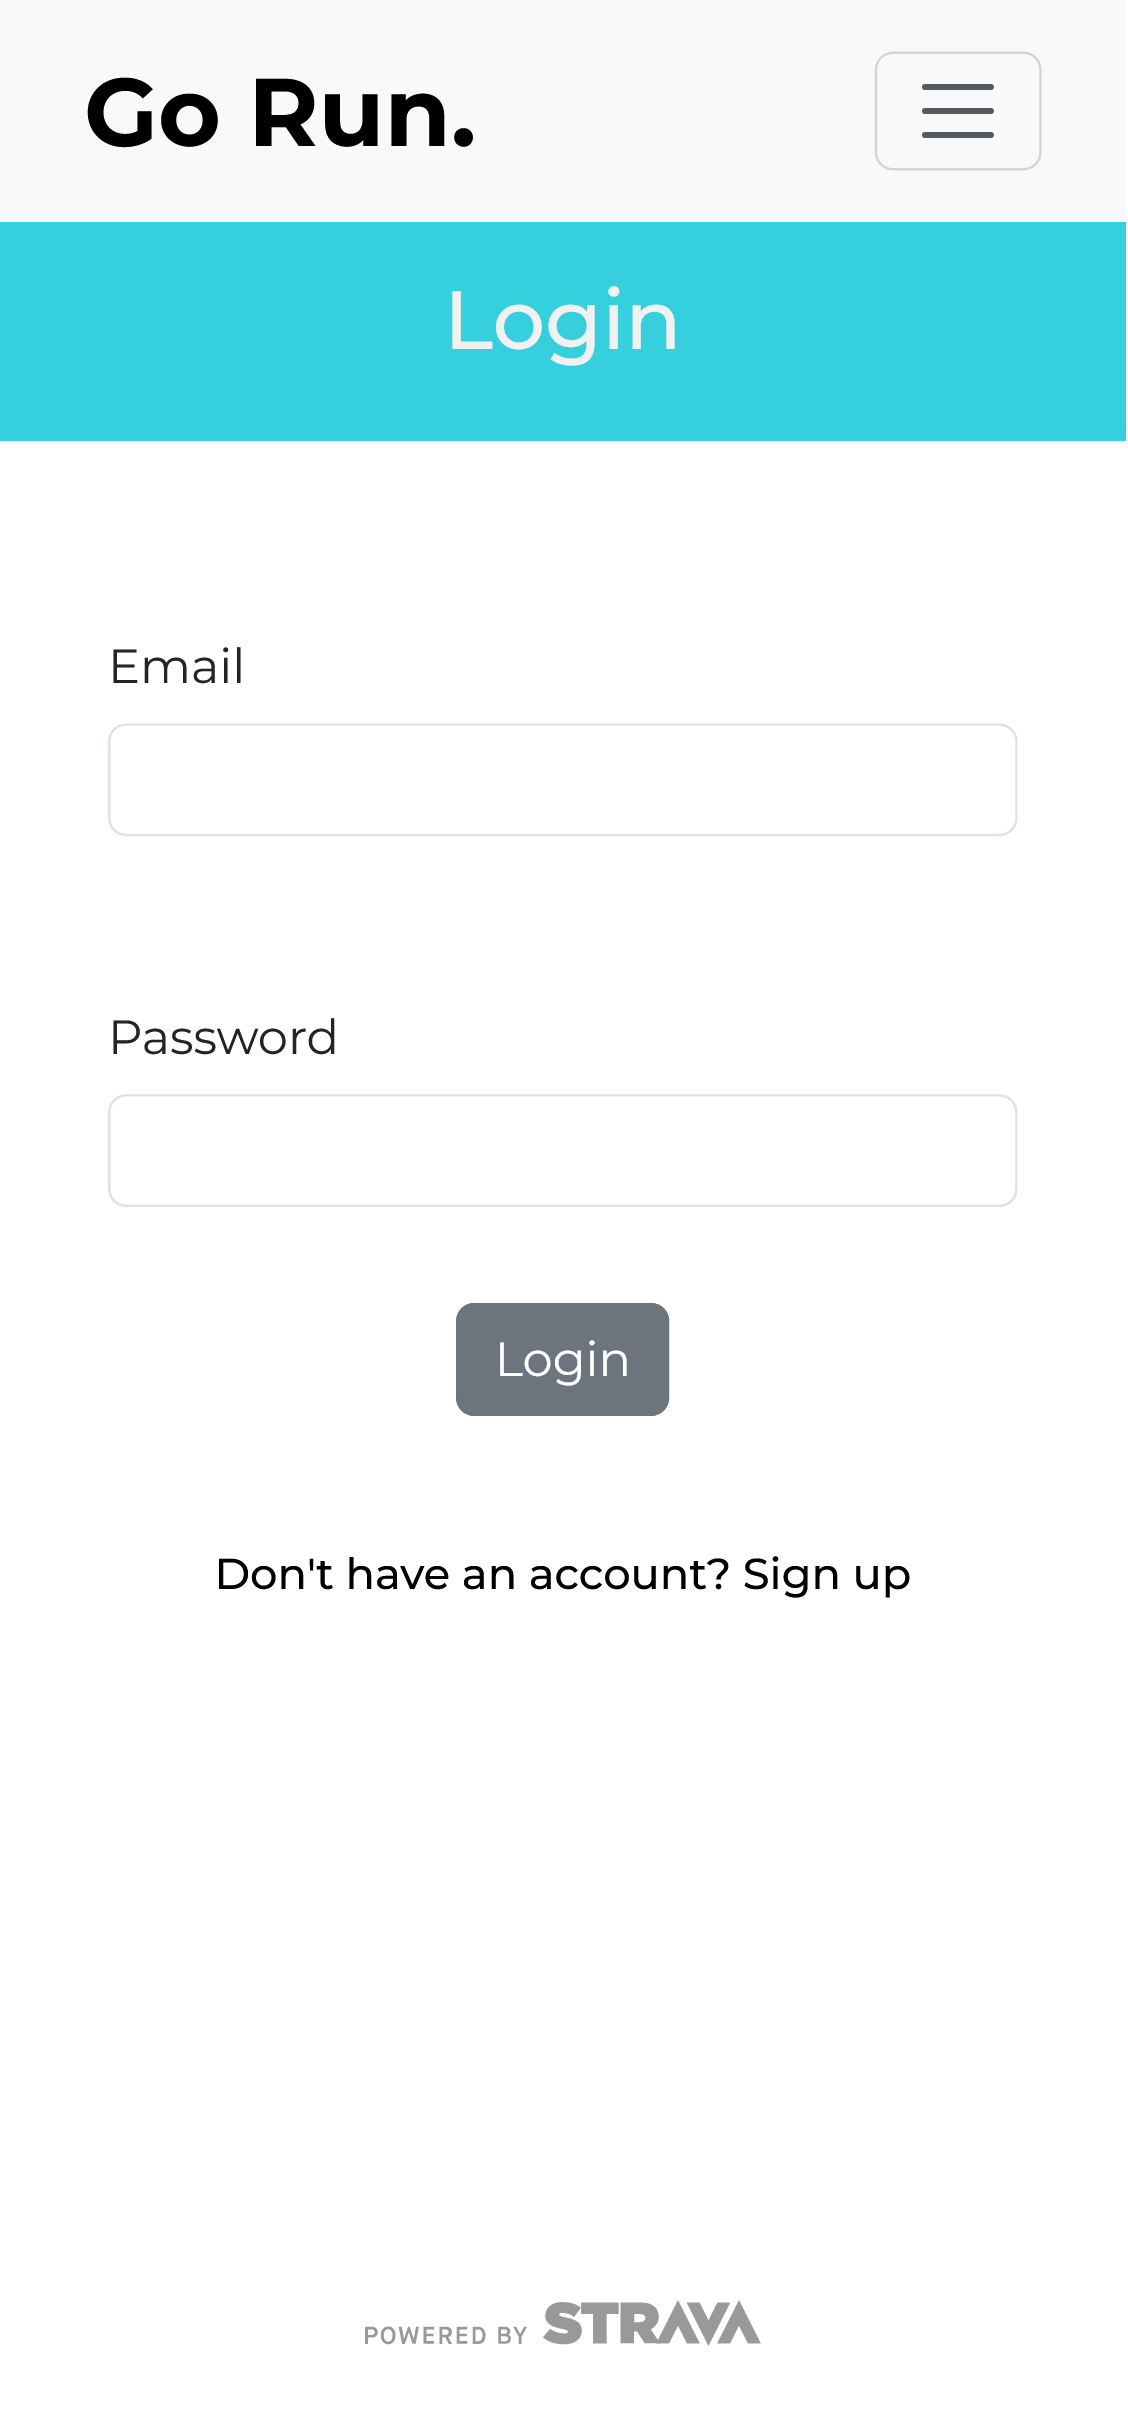 Go Run.
Login
Email
Password
Login
Don't have an account? Sign up
POWERED BY STRAVA